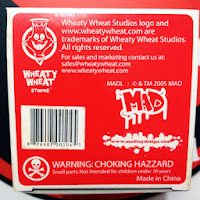 Wheaty Wheat Studios logo and
www.wheatywheat.com are
trademarks of Wheaty Wheat Studios.
All rights reserved.
For sales and marketing contact us at:
sales@wheatywheat.com
WHEATY
WHEAT
STUDIOS
MADL : © & TM 2005 MAD
MAD
www.madtoydesign.com
WARNING: CHOKING HAZZARD
Small parts. Not intended for children under 10 years
Made in China